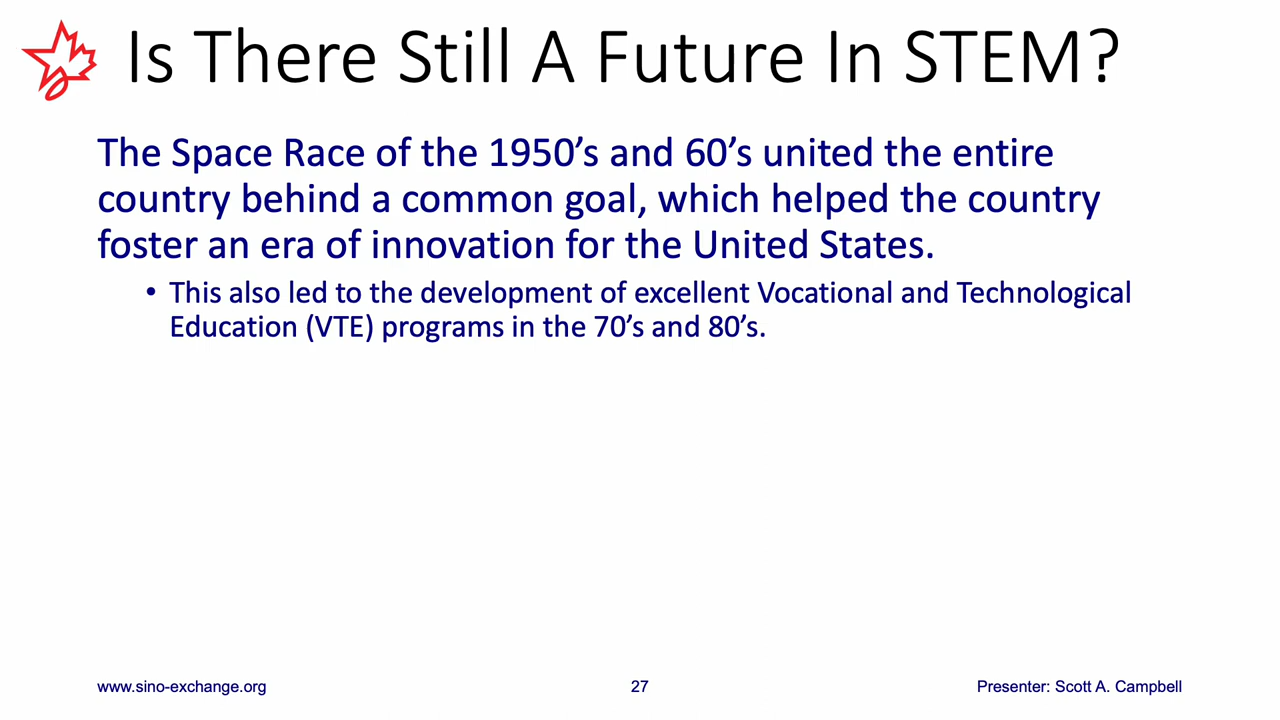 Is There Still A Future In STEM?
The Space Race of the 1950’s and 60’s united the entire
country behind a common goal, which helped the country
foster an era of innovation for the United States.
• This also led to the development of excellent Vocational and Technological
Education (VTE) programs in the 70’s and 80’s.
www.sino-exchange.org
27
Presenter: Scott A. Campbell